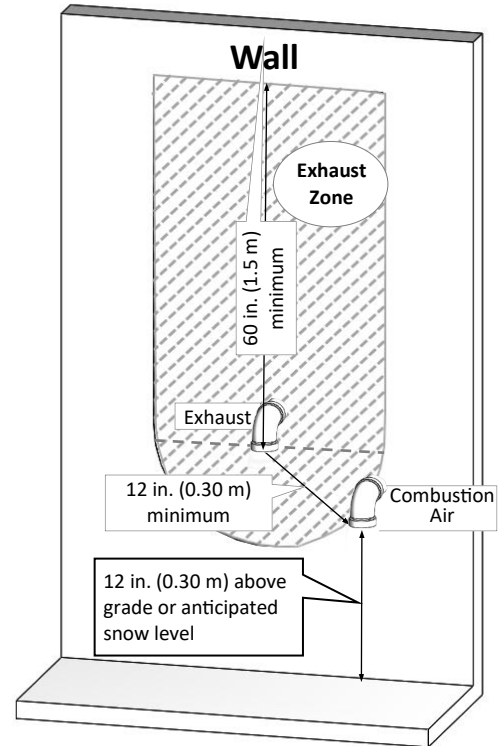 Wall
Exhaust
Zone
60 in. (1.5 m)
minimum
Exhaust
12 in. (0.30 m)
minimum
Combustion
Air
12 in. (0.30 m) above
grade or anticipated
snow level